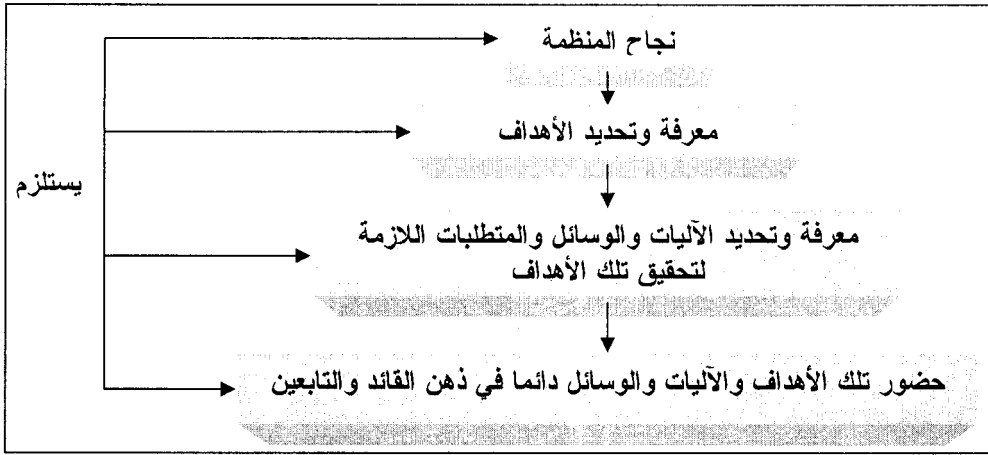 نجاح المنظمة
معرفة وتحديد الأهداف
يستلزم
معرفة وتحديد الآليات والوسائل والمتطلبات اللازمة
لتحقيق تلك الأهداف
حضور تلك الأهداف والآليات والوسائل دائما في ذهن القائد والتابعين